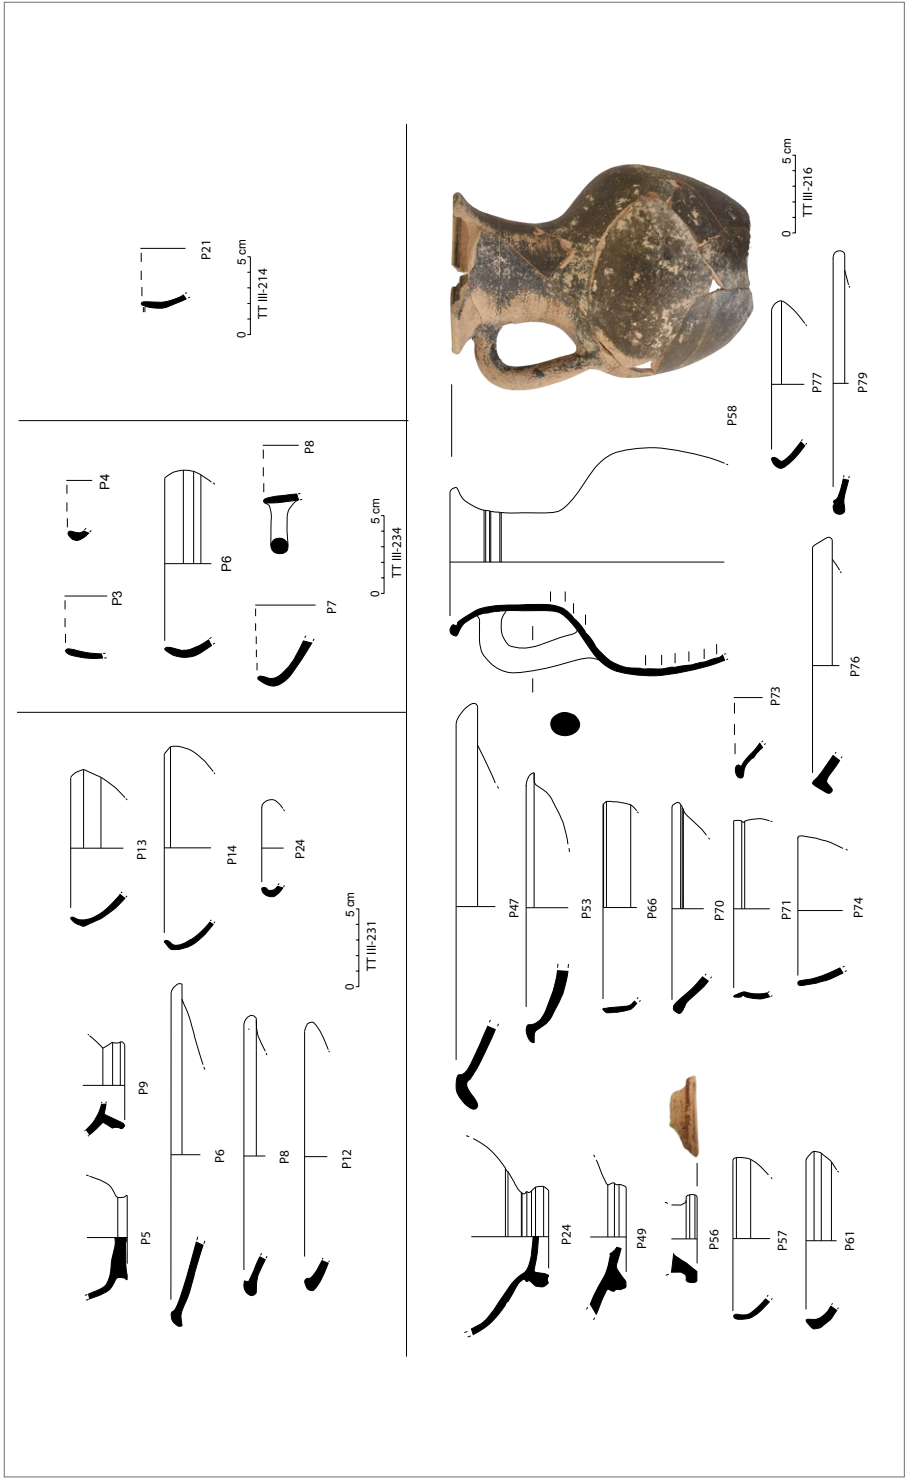 P5 P9 P13
P6 P14
P8 P24
P12
0 5 cm
TT III-231
P3 P4
P6
P7 P8
0 5 cm
TT III-234
P21
0 5 cm
TT III-214
P24 P47
P49 P53
P56 P66
P70
P57 P71 P73 P58
P61 P74 P76 P77 P79
0 5 cm
TT III-216